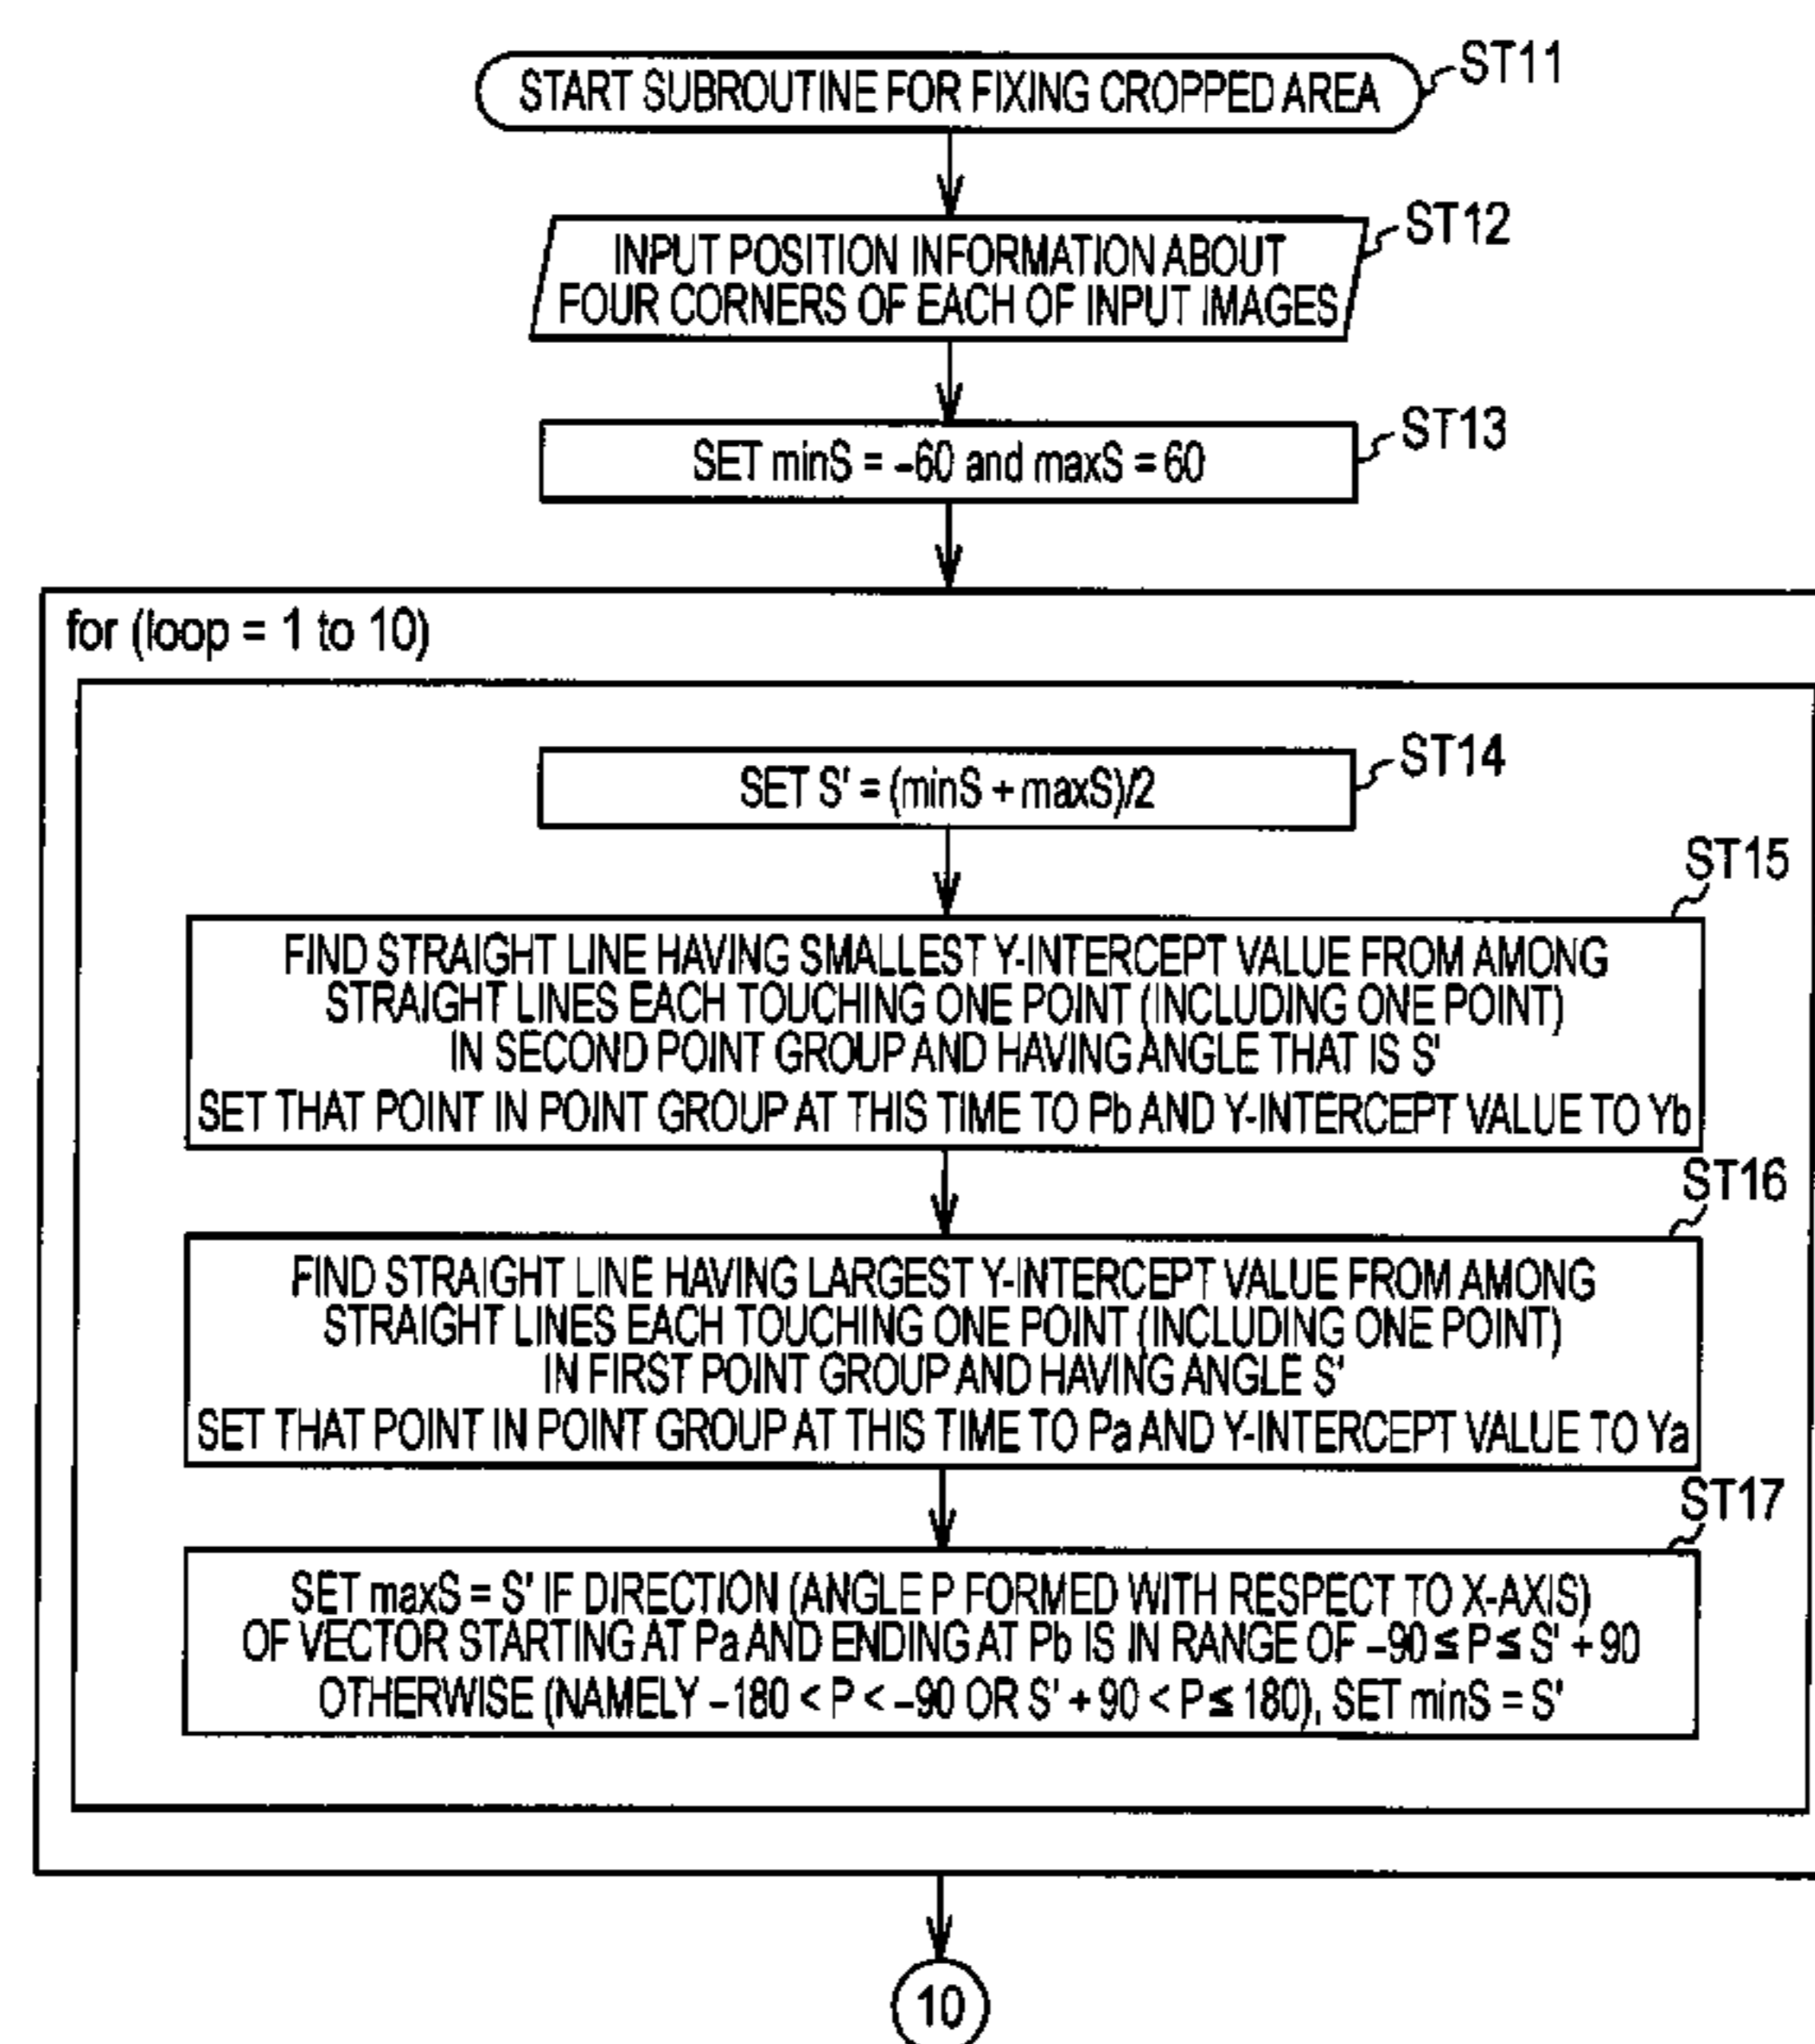 START SUBROUTINE FOR FIXING CROPPED AREA
ST11
INPUT POSITION INFORMATION ABOUT
FOUR CORNERS OF EACH OF INPUT IMAGES
ST12
SET minS = –60 and maxS = 60
ST13
for (loop = 1 to 10)
SET S' = (minS + maxS)/2
ST14
ST15
FIND STRAIGHT LINE HAVING SMALLEST Y-INTERCEPT VALUE FROM AMONG
STRAIGHT LINES EACH TOUCHING ONE POINT (INCLUDING ONE POINT)
IN SECOND POINT GROUP AND HAVING ANGLE THAT IS S'
SET THAT POINT IN POINT GROUP AT THIS TIME TO Pb AND Y-INTERCEPT VALUE TO Yb
ST16
FIND STRAIGHT LINE HAVING LARGEST Y-INTERCEPT VALUE FROM AMONG
STRAIGHT LINES EACH TOUCHING ONE POINT (INCLUDING ONE POINT)
IN FIRST POINT GROUP AND HAVING ANGLE S'
SET THAT POINT IN POINT GROUP AT THIS TIME TO Pa AND Y-INTERCEPT VALUE TO Ya
ST17
SET maxS = S' IF DIRECTION (ANGLE P FORMED WITH RESPECT TO X-AXIS)
OF VECTOR STARTING AT Pa AND ENDING AT Pb IS IN RANGE OF –90 ≤ P ≤ S' + 90
OTHERWISE (NAMELY –180 < P < –90 OR S' + 90 < P ≤ 180), SET minS = S'
10